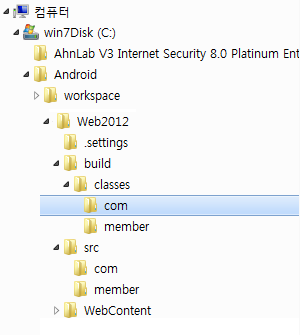 컴퓨터
win7Disk (C:)
AhnLab V3 Internet Security 8.0 Platinum Ent
Android
workspace
Web2012
.settings
build
classes
com
member
src
com
member
WebContent